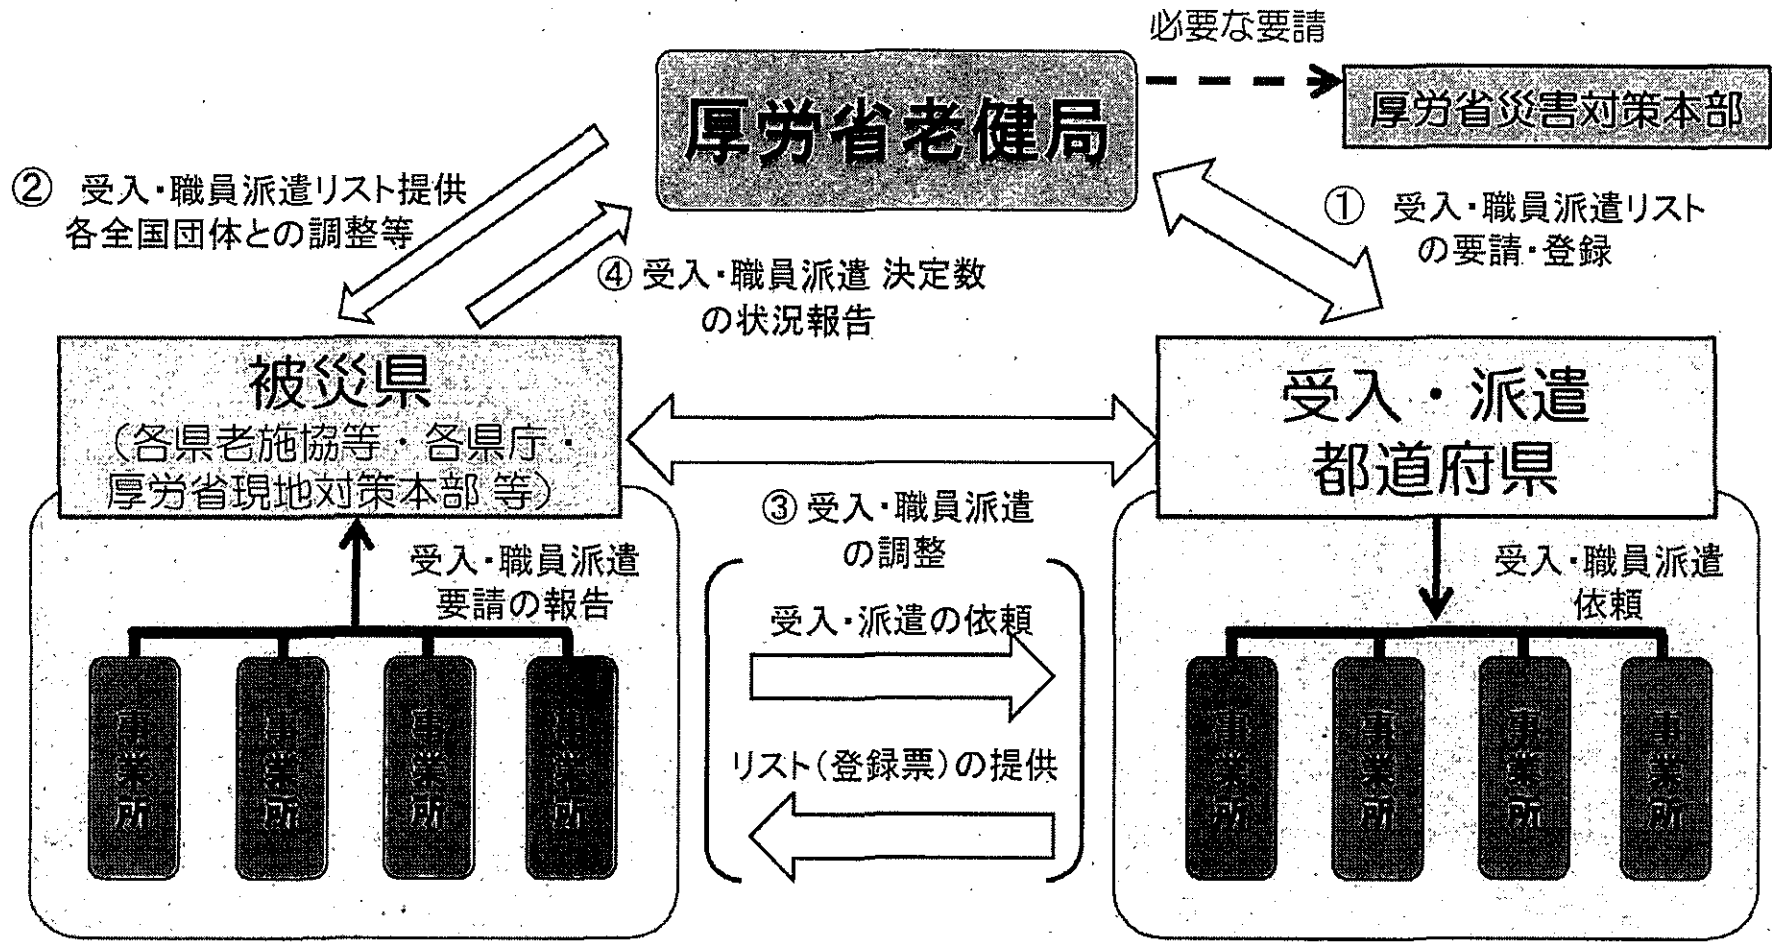 必要な要請
厚労省老健局
厚労省災害対策本部
② 受入・職員派遣リスト提供
各全国団体との調整等
① 受入・職員派遣リスト
の要請・登録
④ 受入・職員派遣 決定数
の状況報告
被災県
（各県老施協等・各県庁・
厚労省現地対策本部 等）
受入・派遣
都道府県
③ 受入・職員派遣
の調整
受入・職員派遣
要請の報告
受入・職員派遣
依頼
受入・派遣の依頼
リスト（登録票）の提供
事業所
事業所
事業所
事業所
事業所
事業所
事業所
事業所